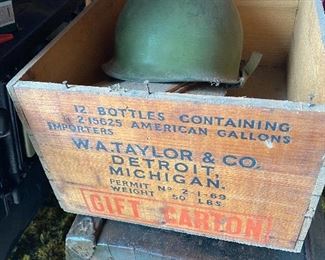 12 BOTTLES CONTAINING
2.15625 AMERICAN GALLONS
IMPORTERS
W.A. TAYLOR & CO.
DETROIT,
MICHIGAN.
PERMIT Nº 2-I-69
WEIGHT 50 LBS
GIFT CARTON